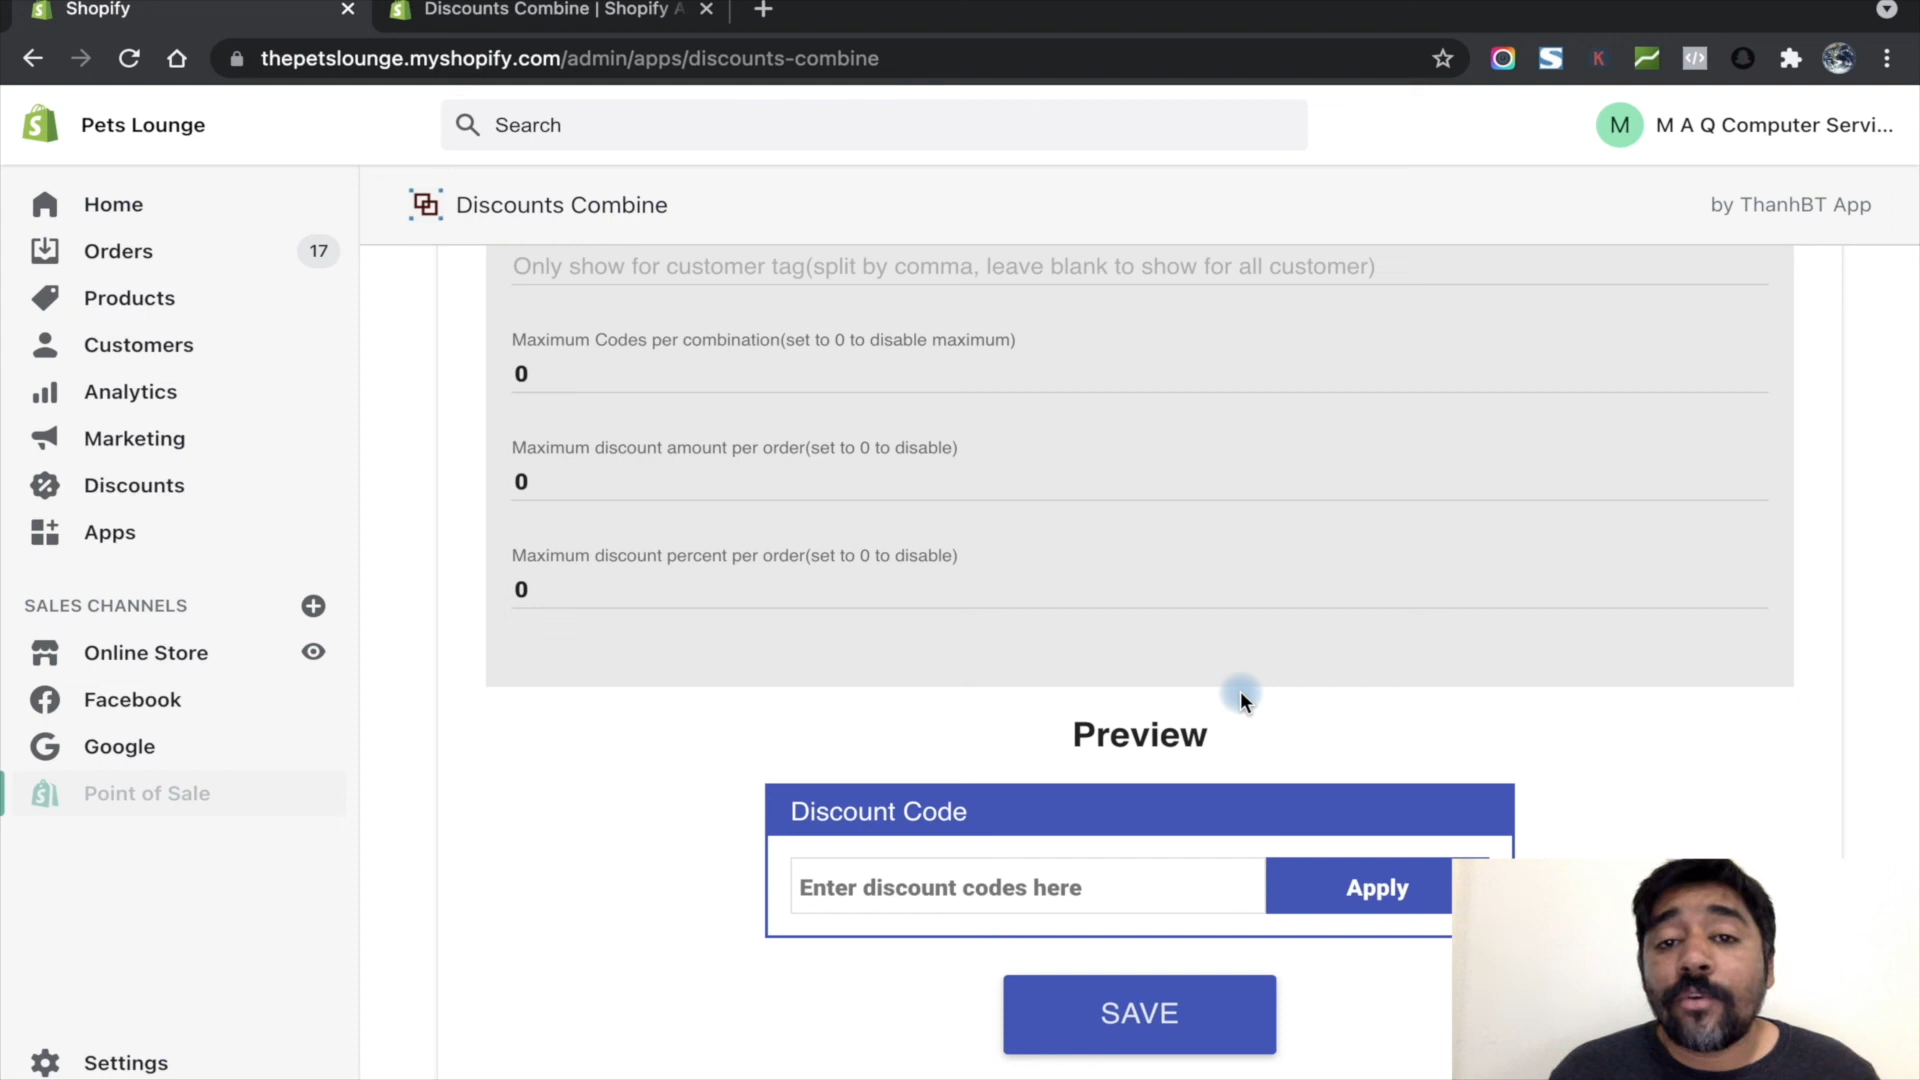 Shopify
Discounts Combine | Shopify A
thepetslounge.myshopify.com/admin/apps/discounts-combine
Pets Lounge
Search
M
M A Q Computer Servi...
Home
Orders
17
Products
Customers
Analytics
Marketing
Discounts
Apps
SALES CHANNELS
Online Store
Facebook
Google
Point of Sale
Settings
Discounts Combine
by ThanhBT App
Only show for customer tag(split by comma, leave blank to show for all customer)
Maximum Codes per combination(set to 0 to disable maximum)
0
Maximum discount amount per order(set to 0 to disable)
0
Maximum discount percent per order(set to 0 to disable)
0
Preview
Discount Code
Enter discount codes here
Apply
SAVE